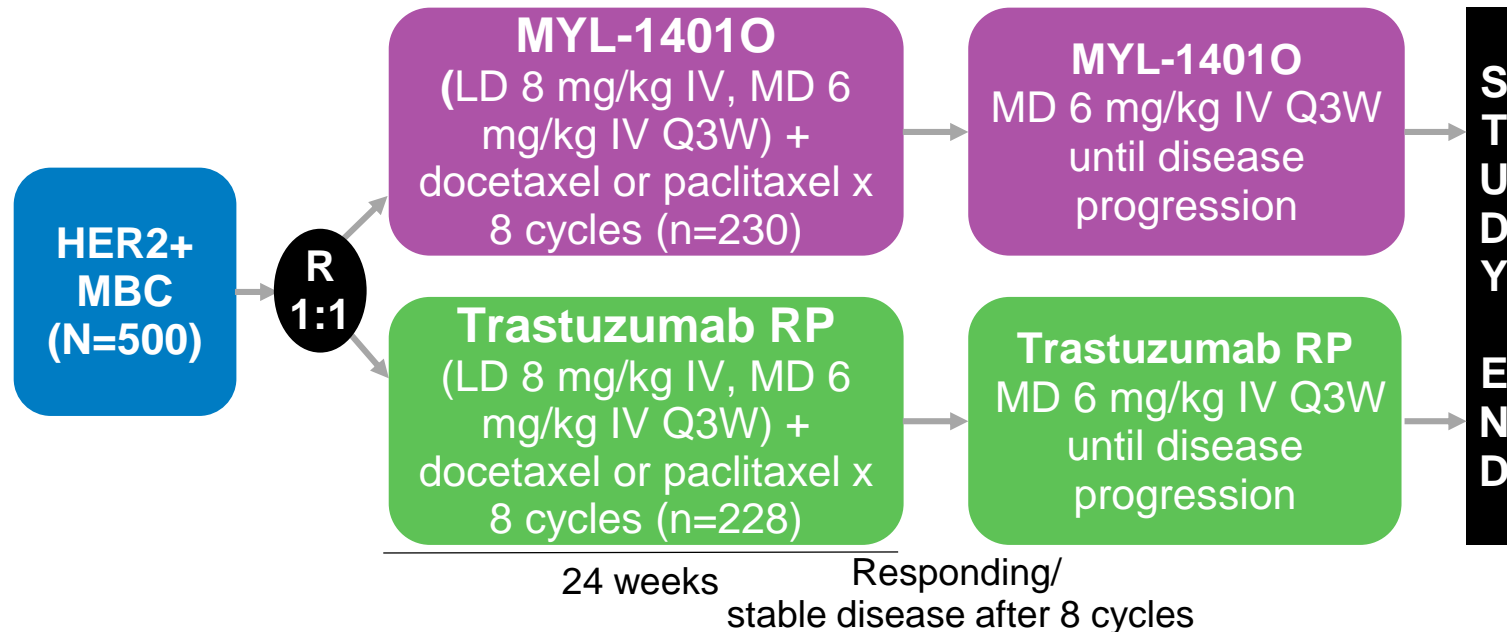 HER2+
MBC
(N=500)
R
1:1
MYL-1401O
(LD 8 mg/kg IV, MD 6
mg/kg IV Q3W) +
docetaxel or paclitaxel x
8 cycles (n=230)
MYL-1401O
MD 6 mg/kg IV Q3W
until disease
progression
Trastuzumab RP
(LD 8 mg/kg IV, MD 6
mg/kg IV Q3W) +
docetaxel or paclitaxel x
8 cycles (n=228)
Trastuzumab RP
MD 6 mg/kg IV Q3W
until disease
progression
S
T
U
D
Y
E
N
D
24 weeks
Responding/
stable disease after 8 cycles